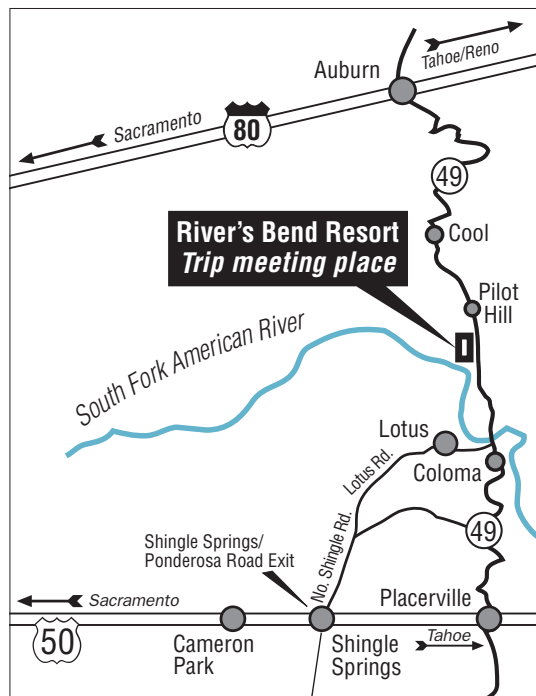 Tahoe/Reno
Auburn
Sacramento
80
49
River's Bend Resort
Trip meeting place
Cool
Pilot
Hill
South Fork American River
Lotus
Lotus Rd.
Coloma
No. Shingle Rd.
49
Shingle Springs/
Ponderosa Road Exit
Sacramento
Placerville
50
Cameron
Park
Shingle
Springs
Tahoe